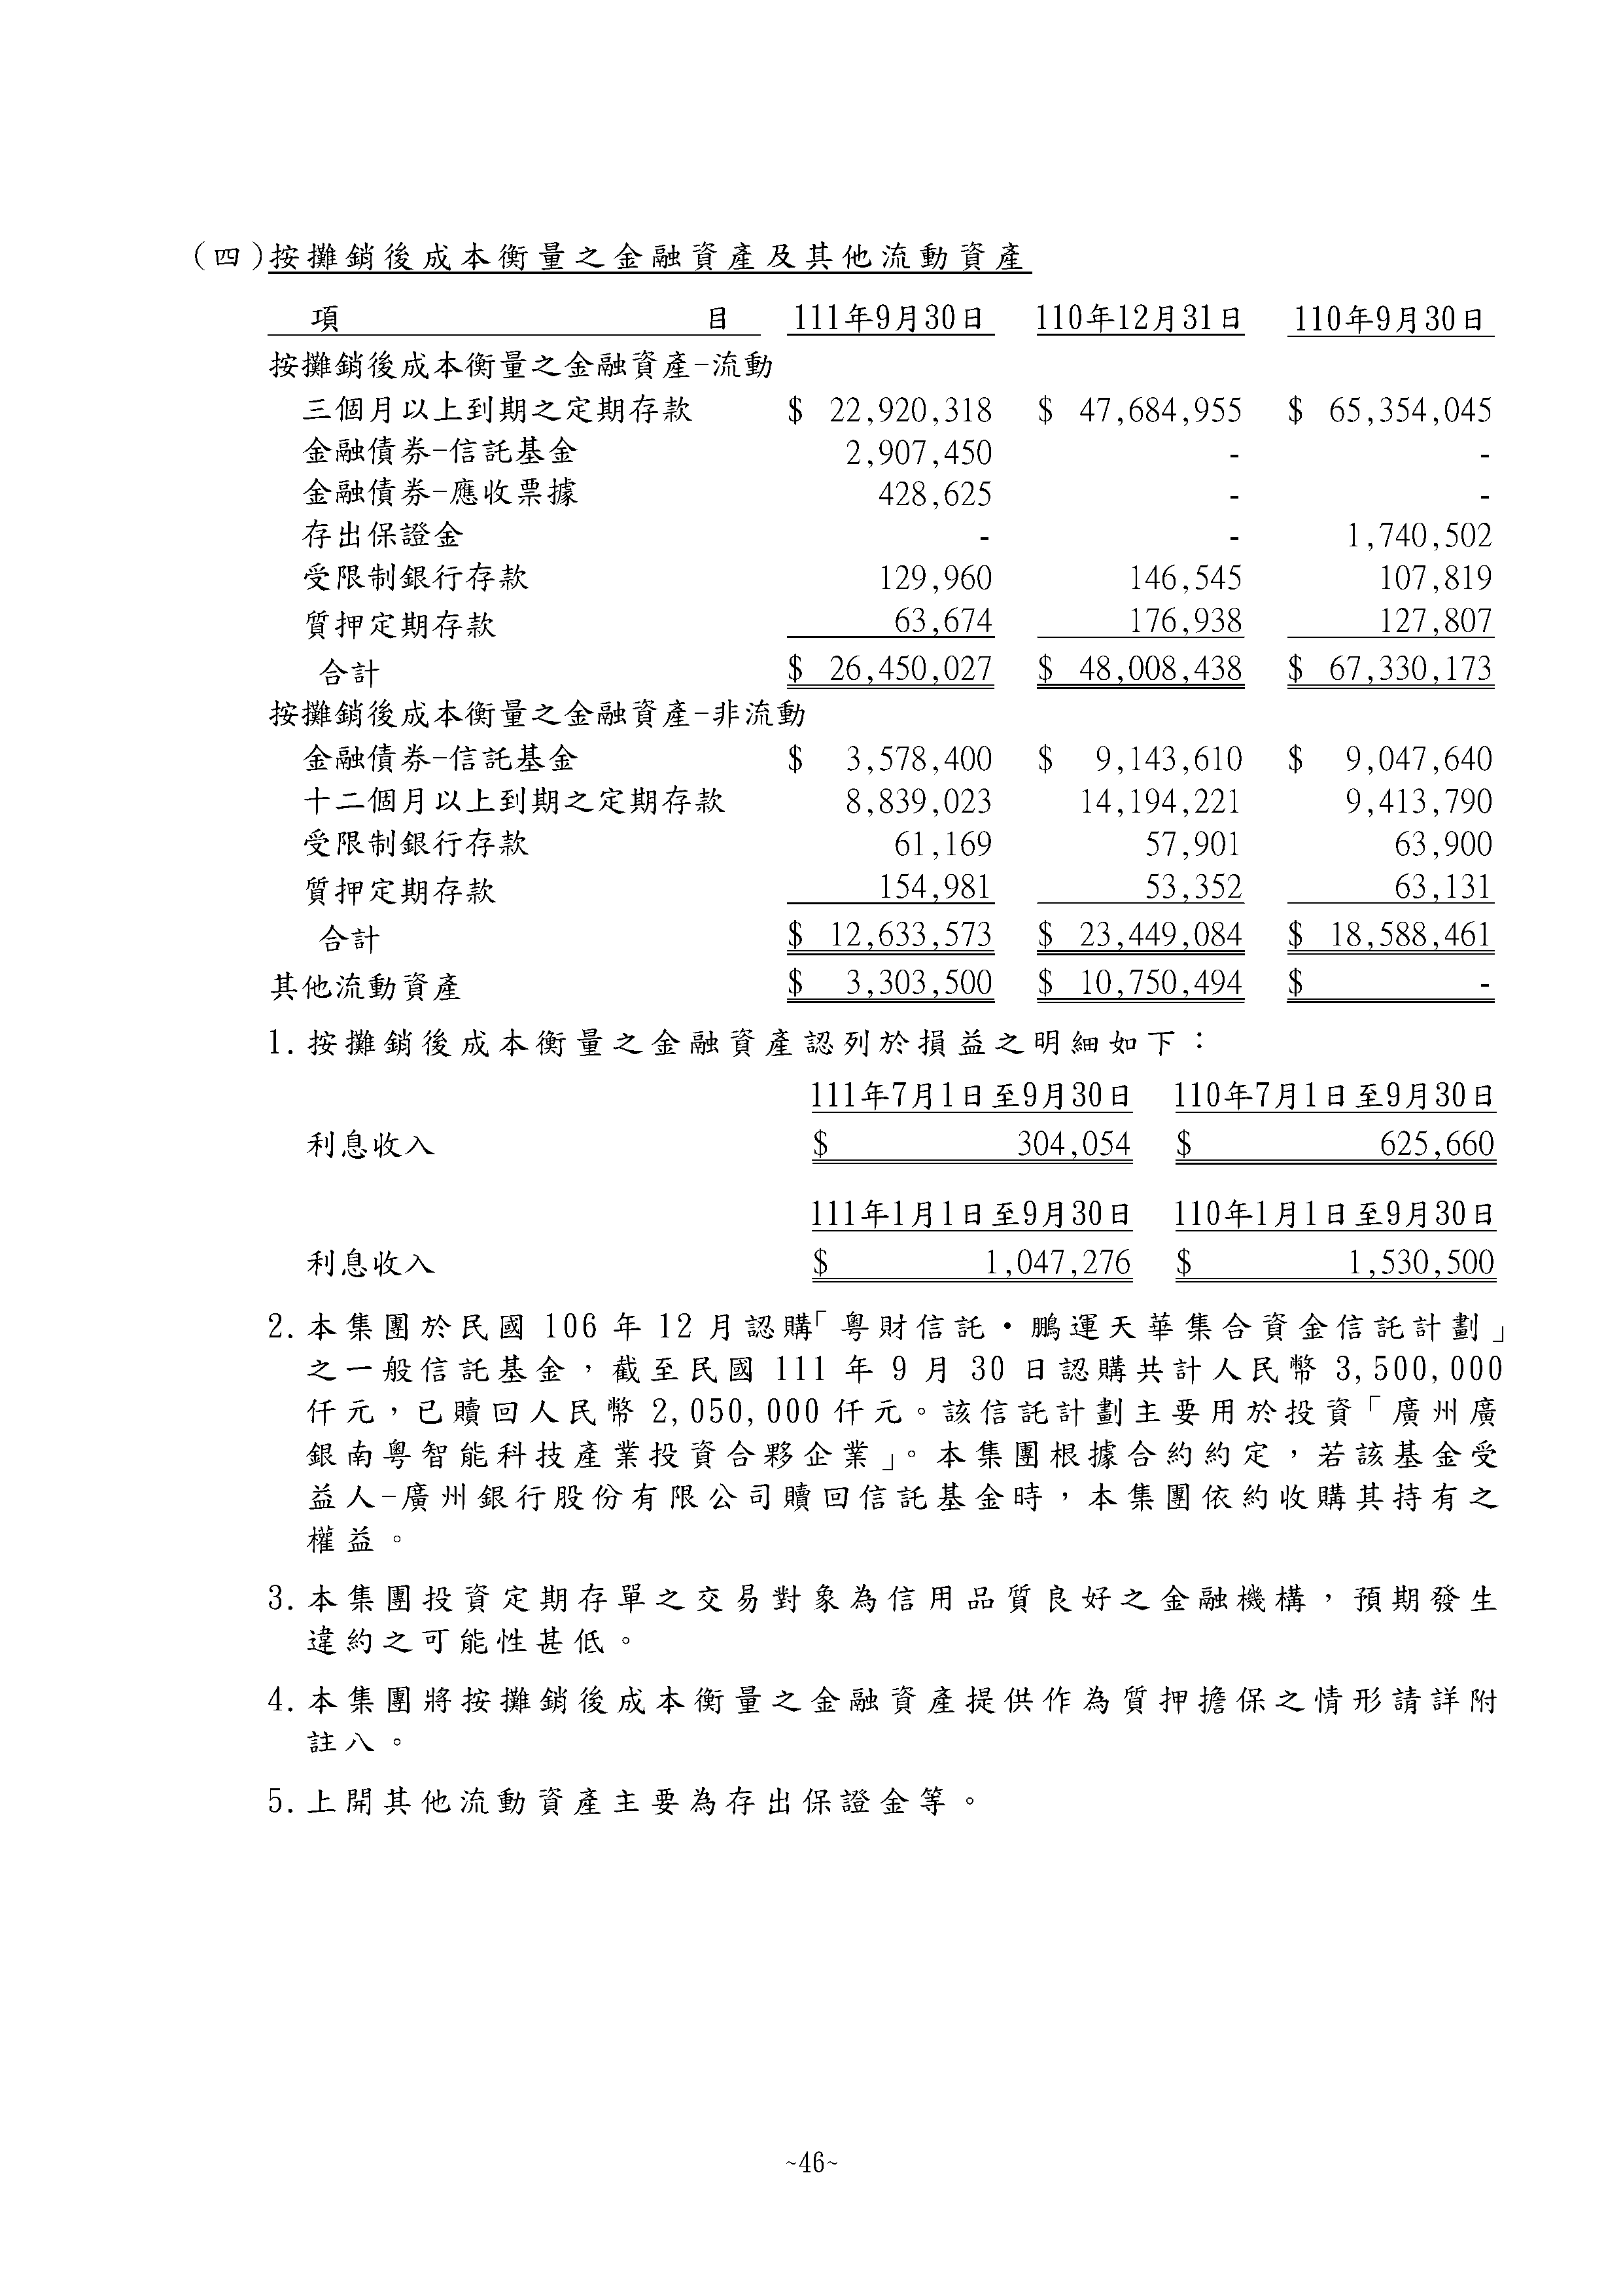 (四)按攤銷後成本衡量之金融資產及其他流動資產
項 目 111年9月30日 110年12月31日 110年9月30日
按攤銷後成本衡量之金融資產-流動
三個月以上到期之定期存款 $ 22,920,318 $ 47,684,955 $ 65,354,045
金融債券-信託基金 2,907,450 - -
金融債券-應收票據 428,625 - -
存出保證金 - - 1,740,502
受限制銀行存款 129,960 146,545 107,819
質押定期存款 63,674 176,938 127,807
合計 $ 26,450,027 $ 48,008,438 $ 67,330,173
按攤銷後成本衡量之金融資產-非流動
金融債券-信託基金 $ 3,578,400 $ 9,143,610 $ 9,047,640
十二個月以上到期之定期存款 8,839,023 14,194,221 9,413,790
受限制銀行存款 61,169 57,901 63,900
質押定期存款 154,981 53,352 63,131
合計 $ 12,633,573 $ 23,449,084 $ 18,588,461
其他流動資產 $ 3,303,500 $ 10,750,494 $ -
1.按攤銷後成本衡量之金融資產認列於損益之明細如下：
111年7月1日至9月30日 110年7月1日至9月30日
利息收入 $ 304,054 $ 625,660
111年1月1日至9月30日 110年1月1日至9月30日
利息收入 $ 1,047,276 $ 1,530,500
2.本集團於民國 106 年 12 月認購「粵財信託•鵬運天華集合資金信託計劃」
之一般信託基金，截至民國 111 年 9 月 30 日認購共計人民幣 3,500,000
仟元，已贖回人民幣 2,050,000 仟元。該信託計劃主要用於投資「廣州廣
銀南粵智能科技產業投資合夥企業」。本集團根據合約約定，若該基金受
益人-廣州銀行股份有限公司贖回信託基金時，本集團依約收購其持有之
權益。
3.本集團投資定期存單之交易對象為信用品質良好之金融機構，預期發生
違約之可能性甚低。
4.本集團將按攤銷後成本衡量之金融資產提供作為質押擔保之情形請詳附
註八。
5.上開其他流動資產主要為存出保證金等。
~46~